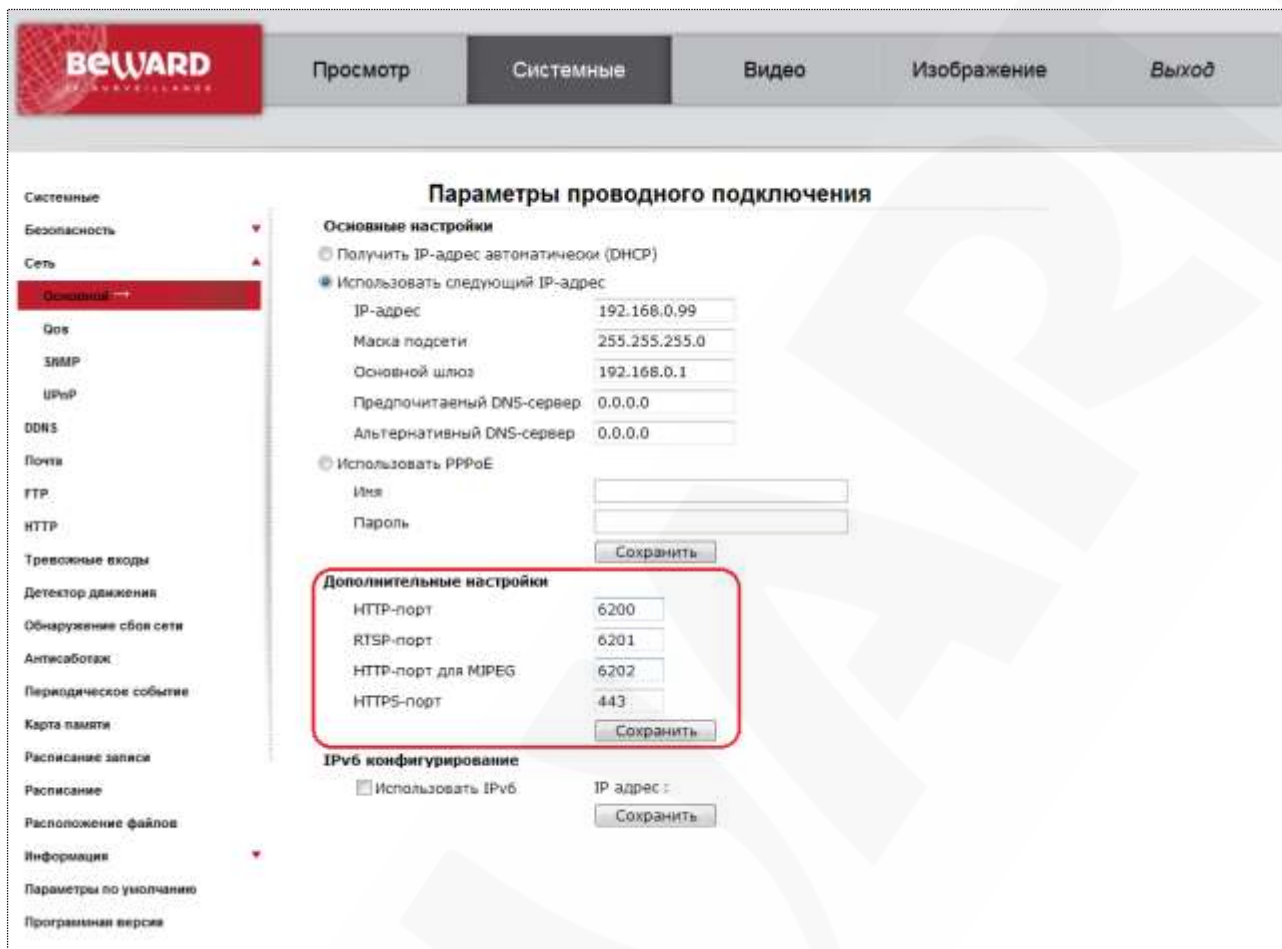 BEWARD
IP SURVEILLANCE
Просмотр
Системные
Видео
Изображение
Выход
Системные
Безопасность
Сеть
Основной →
Qos
SNMP
UPnP
DDNS
Почта
FTP
HTTP
Тревожные входы
Детектор движения
Обнаружение сбоя сети
Антисаботаж
Периодическое событие
Карта памяти
Расписание записи
Расписание
Расположение файлов
Информация
Параметры по умолчанию
Программная версия
Параметры проводного подключения
Основные настройки
Получить IP-адрес автоматически (DHCP)
Использовать следующий IP-адрес
IP-адрес 192.168.0.99
Маска подсети 255.255.255.0
Основной шлюз 192.168.0.1
Предпочитаемый DNS-сервер 0.0.0.0
Альтернативный DNS-сервер 0.0.0.0
Использовать PPPoE
Имя
Пароль
Сохранить
Дополнительные настройки
HTTP-порт 6200
RTSP-порт 6201
HTTP-порт для MJPEG 6202
HTTPS-порт 443
Сохранить
IPv6 конфигурирование
Использовать IPv6 IP адрес :
Сохранить